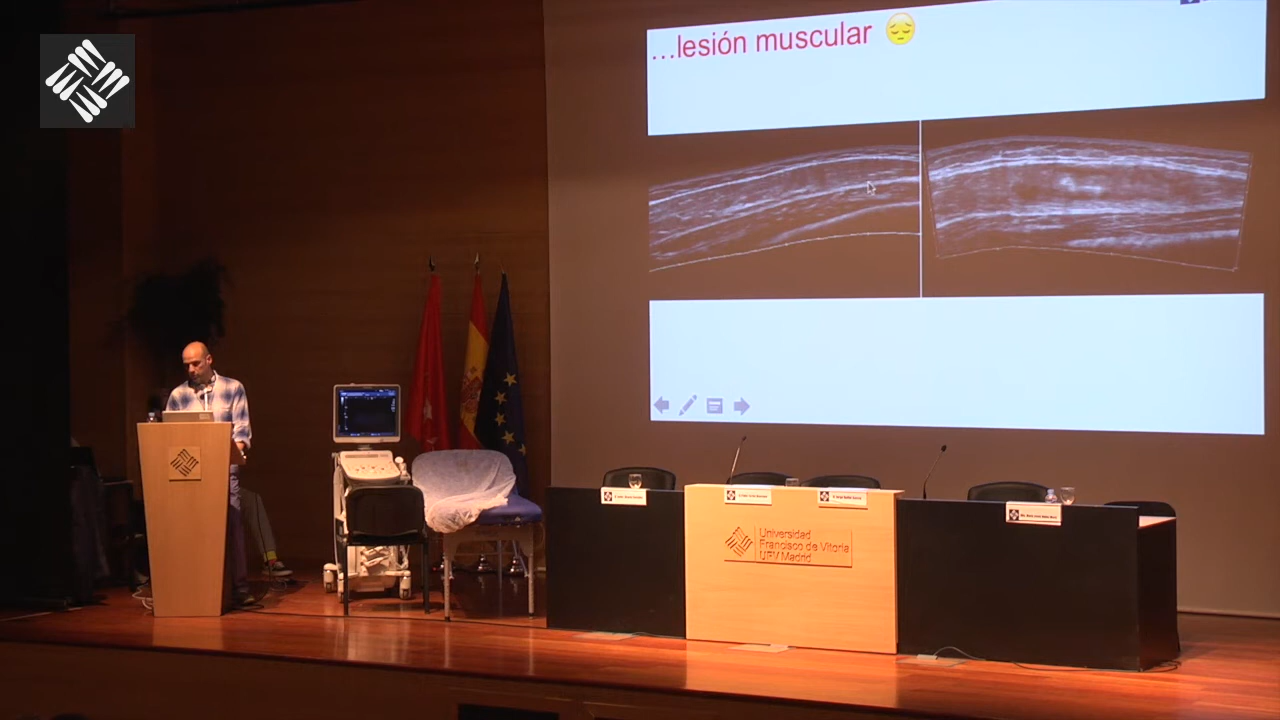 ...lesión muscular
Universidad
Francisco de Vitoria
UFV Madrid